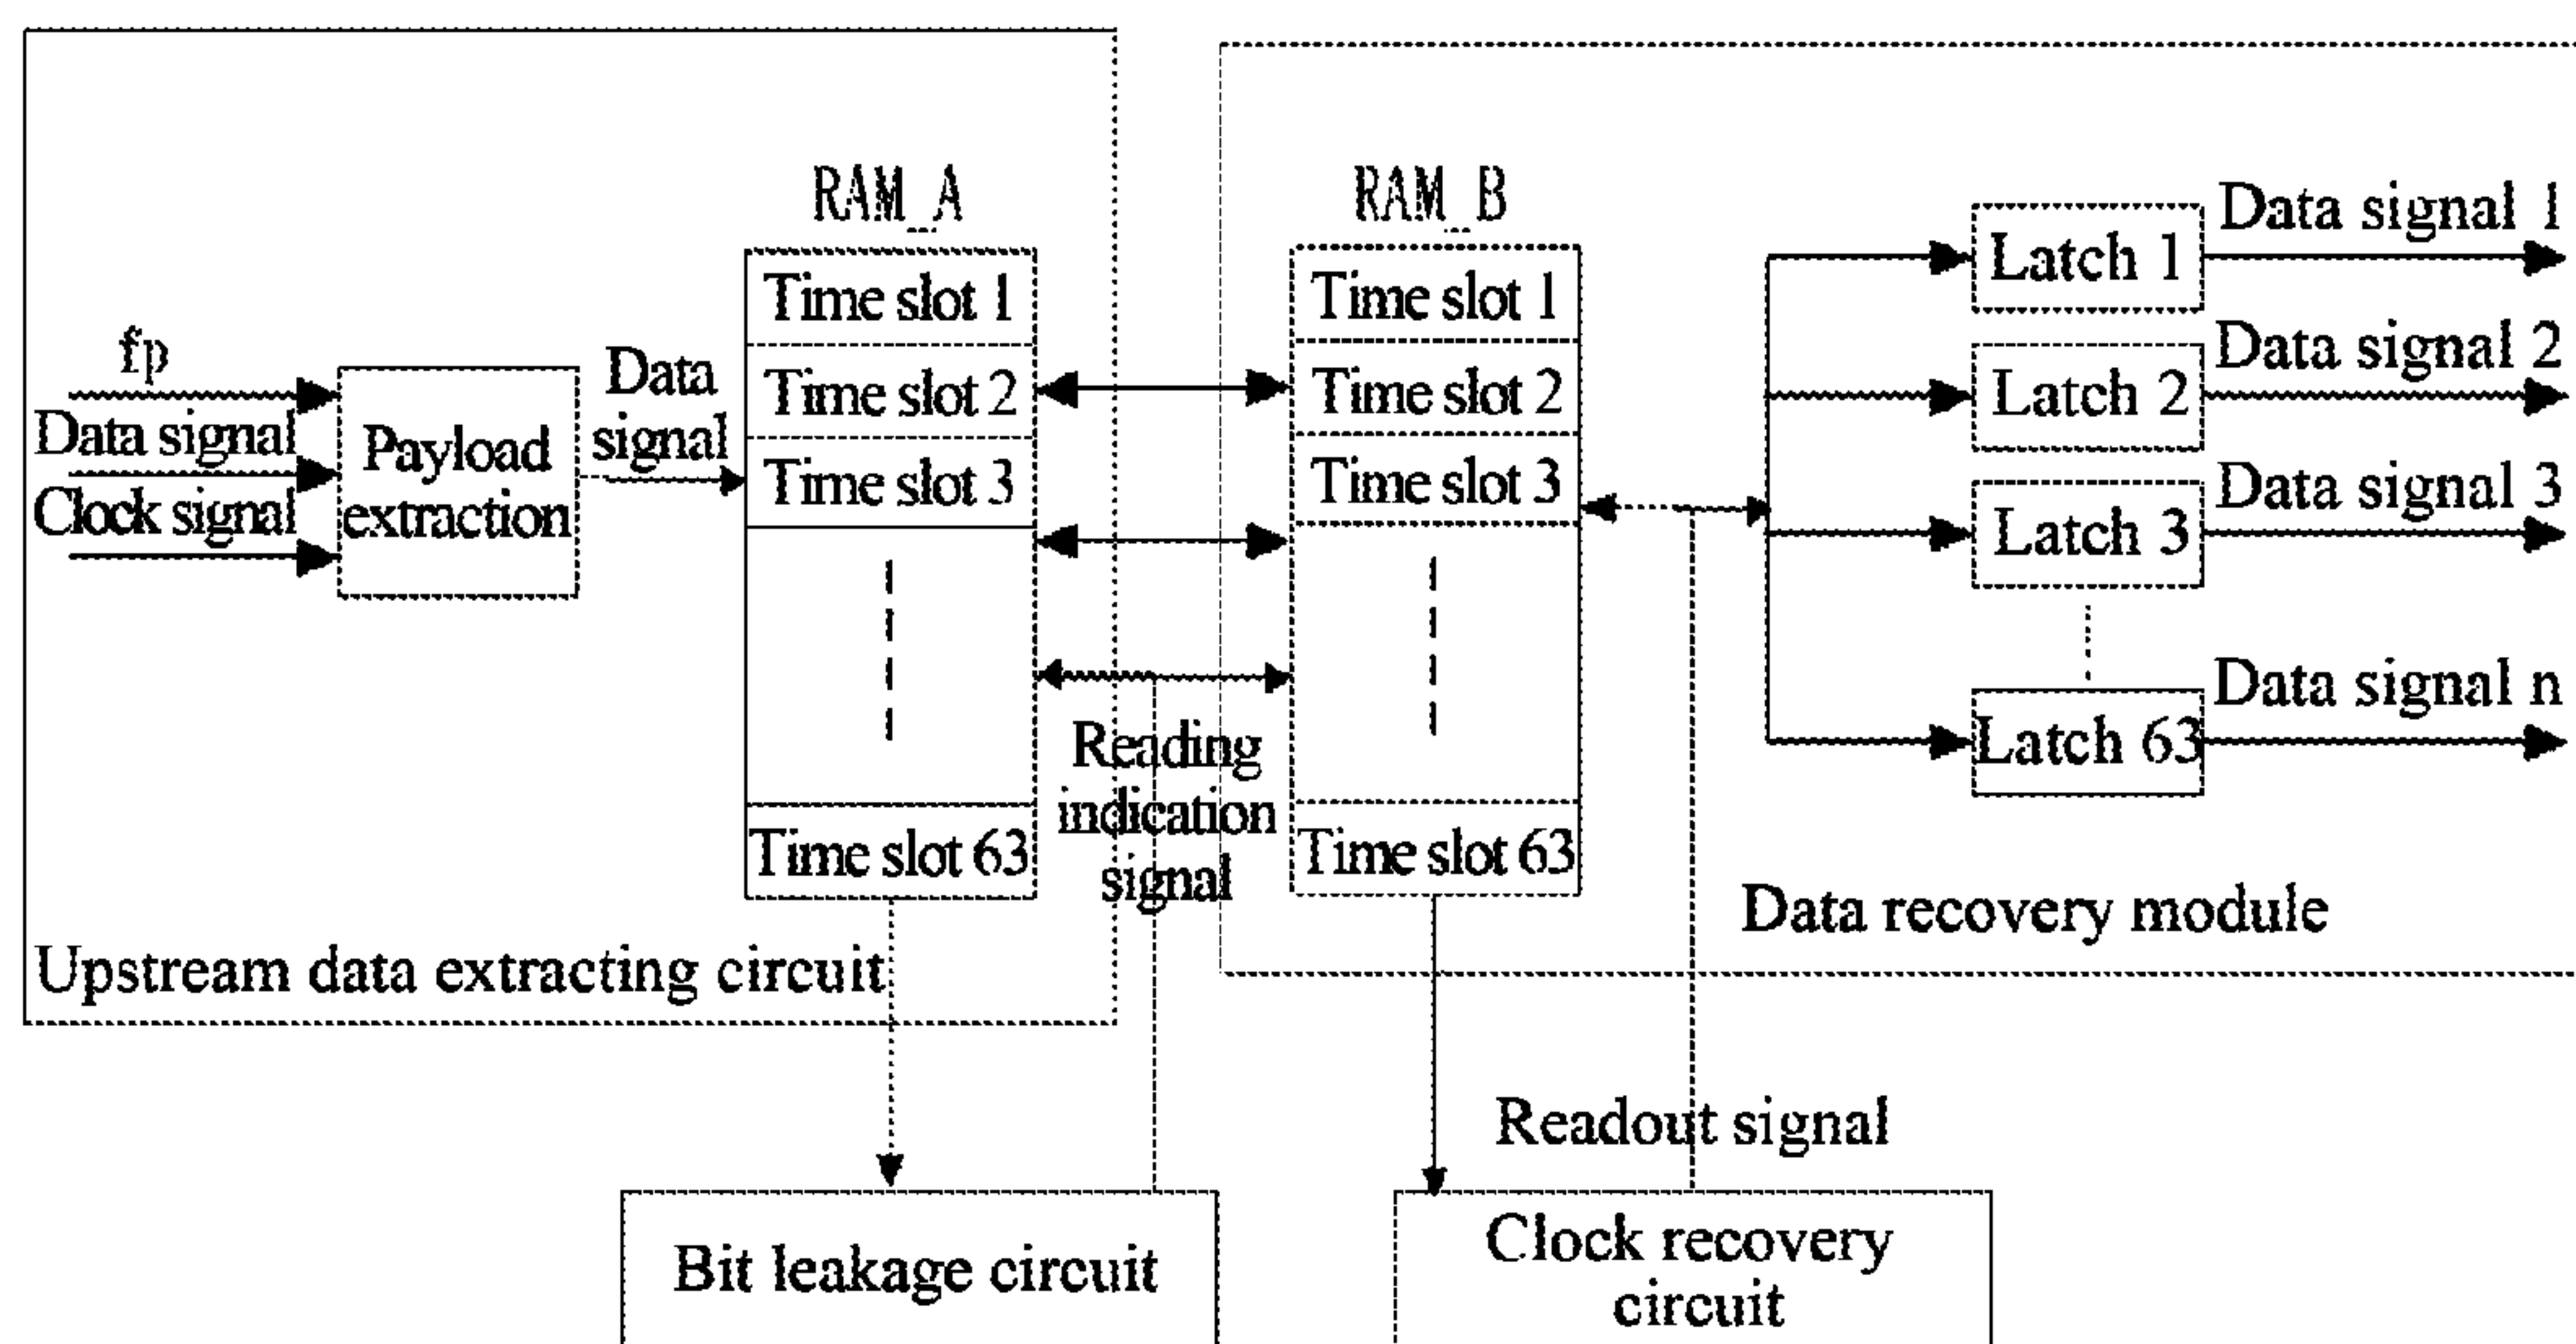 RAM_A
RAM_B
fp
Data signal
Clock signal
Payload
extraction
Data
signal
Time slot 1
Time slot 2
Time slot 3
Time slot 63
Reading
indication
signal
Time slot 1
Time slot 2
Time slot 3
Time slot 63
Latch 1
Latch 2
Latch 3
Latch 63
Data signal 1
Data signal 2
Data signal 3
Data signal n
Data recovery module
Upstream data extracting circuit
Readout signal
Bit leakage circuit
Clock recovery
circuit